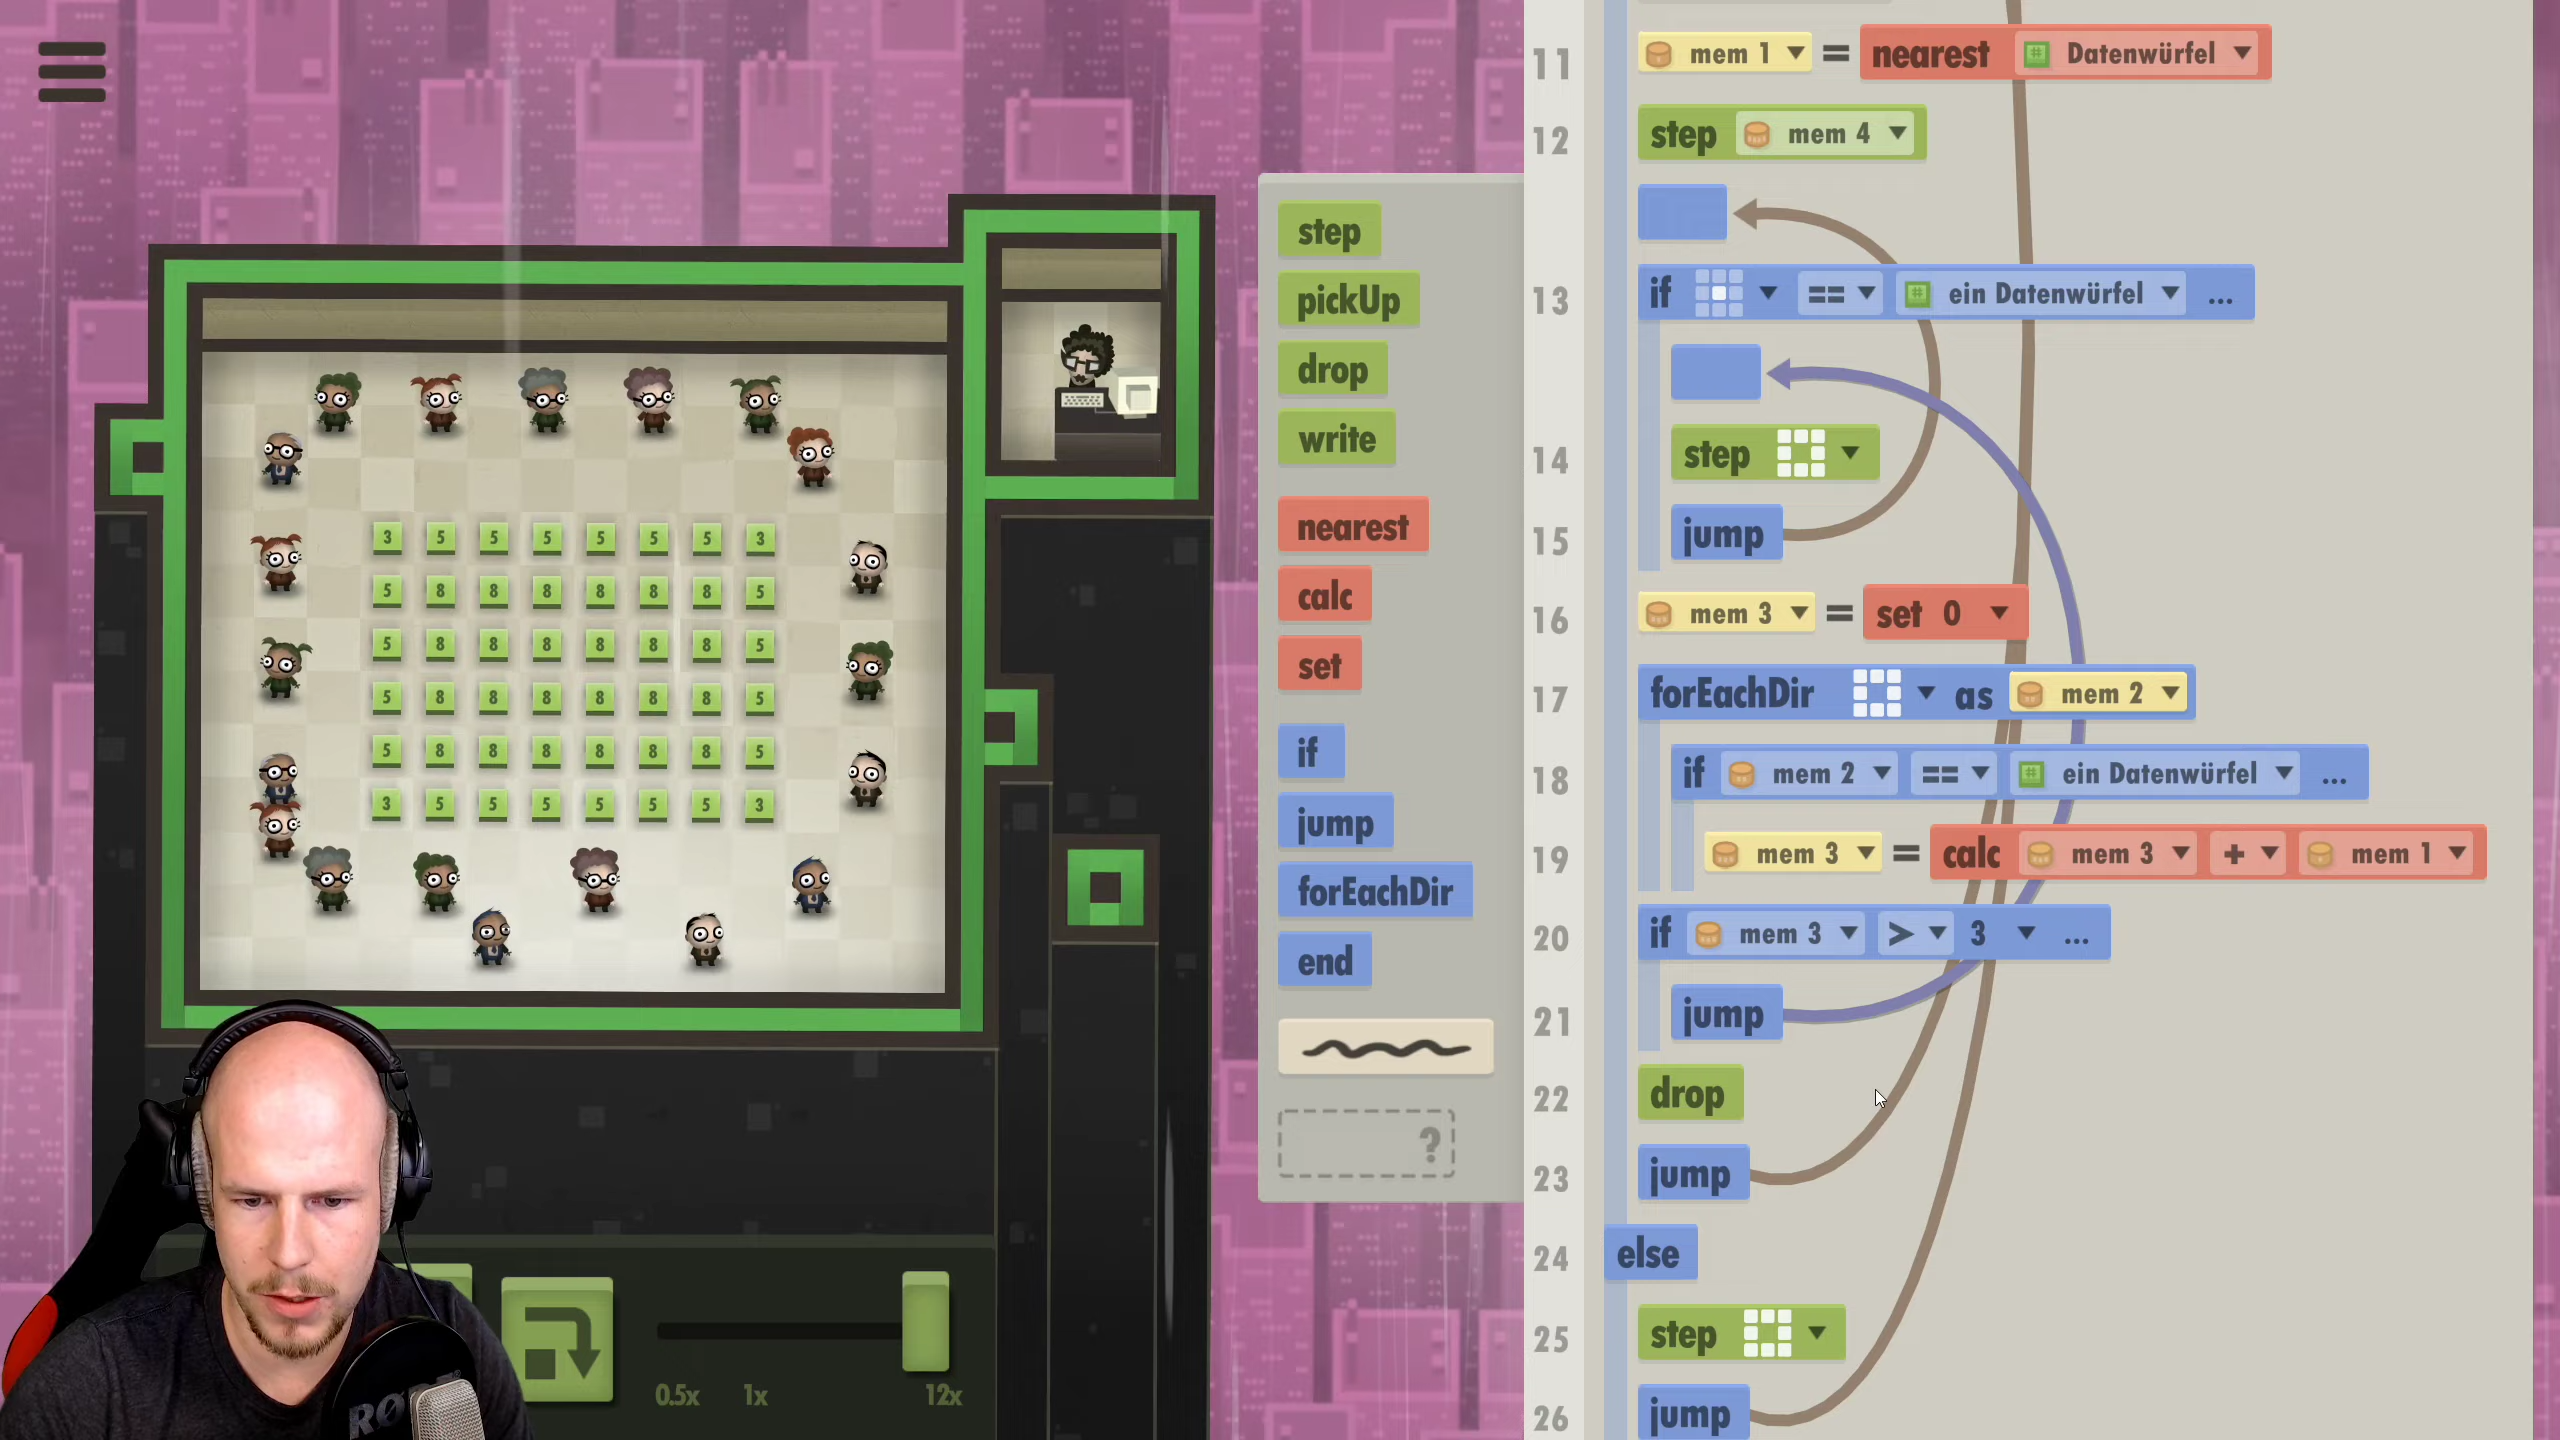 step
pickUp
drop
write
nearest
calc
set
if
jump
forEachDir
end
?
3 5 5 5 5 5 5 3
5 8 8 8 8 8 8 5
5 8 8 8 8 8 8 5
5 8 8 8 8 8 8 5
5 8 8 8 8 8 8 5
3 5 5 5 5 5 5 3
0.5x 1x 12x
11 mem 1 = nearest Datenwürfel
12 step mem 4
13 if == ein Datenwürfel ...
14 step
15 jump
16 mem 3 = set 0
17 forEachDir as mem 2
18 if mem 2 == ein Datenwürfel ...
19 mem 3 = calc mem 3 + mem 1
20 if mem 3 > 3 ...
21 jump
22 drop
23 jump
24 else
25 step
26 jump